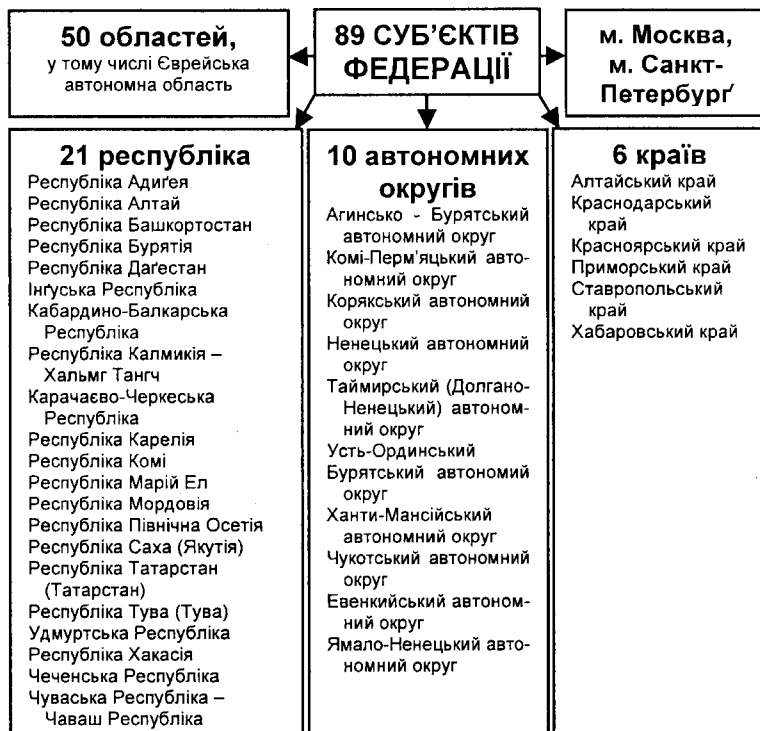 50 областей,
у тому числі Єврейська
автономна область
89 СУБ'ЄКТІВ
ФЕДЕРАЦІЇ
м. Москва,
м. Санкт-
Петербурґ
21 республіка
Республіка Адиґея
Республіка Алтай
Республіка Башкортостан
Республіка Бурятія
Республіка Даґестан
Інґуська Республіка
Кабардино-Балкарська
Республіка
Республіка Калмикія –
Хальмг Тангч
Карачаєво-Черкеська
Республіка
Республіка Карелія
Республіка Комі
Республіка Марій Ел
Республіка Мордовія
Республіка Північна Осетія
Республіка Саха (Якутія)
Республіка Татарстан
(Татарстан)
Республіка Тува (Тува)
Удмуртська Республіка
Республіка Хакасія
Чеченська Республіка
Чуваська Республіка –
Чаваш Республіка
10 автономних
округів
Агинсько - Бурятський
автономний округ
Комі-Перм'яцький авто-
номний округ
Корякський автономний
округ
Ненецький автономний
округ
Таймирський (Долгано-
Ненецький) автоном-
ний округ
Усть-Ординський
Бурятський автономий
округ
Ханти-Мансійський
автономний округ
Чукотський автономний
округ
Евенкийський автоном-
ний округ
Ямало-Ненецький авто-
номний округ
6 країв
Алтайський край
Краснодарський
край
Красноярський край
Приморський край
Ставропольський
край
Хабаровський край